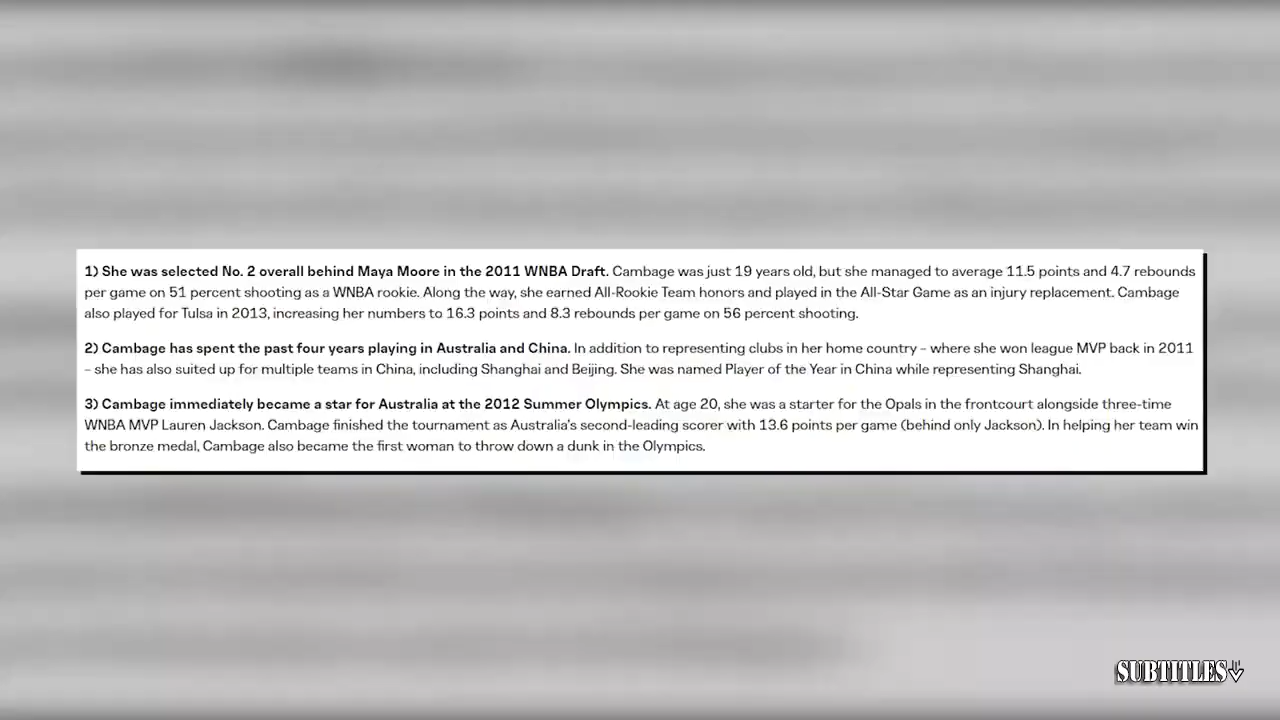 1) She was selected No. 2 overall behind Maya Moore in the 2011 WNBA Draft. Cambage was just 19 years old, but she managed to average 11.5 points and 4.7 rebounds
per game on 51 percent shooting as a WNBA rookie. Along the way, she earned All-Rookie Team honors and played in the All-Star Game as an injury replacement. Cambage
also played for Tulsa in 2013, increasing her numbers to 16.3 points and 8.3 rebounds per game on 56 percent shooting.
2) Cambage has spent the past four years playing in Australia and China. In addition to representing clubs in her home country – where she won league MVP back in 2011
– she has also suited up for multiple teams in China, including Shanghai and Beijing. She was named Player of the Year in China while representing Shanghai.
3) Cambage immediately became a star for Australia at the 2012 Summer Olympics. At age 20, she was a starter for the Opals in the frontcourt alongside three-time
WNBA MVP Lauren Jackson. Cambage finished the tournament as Australia's second-leading scorer with 13.6 points per game (behind only Jackson). In helping her team win
the bronze medal, Cambage also became the first woman to throw down a dunk in the Olympics.
SUBTITLES